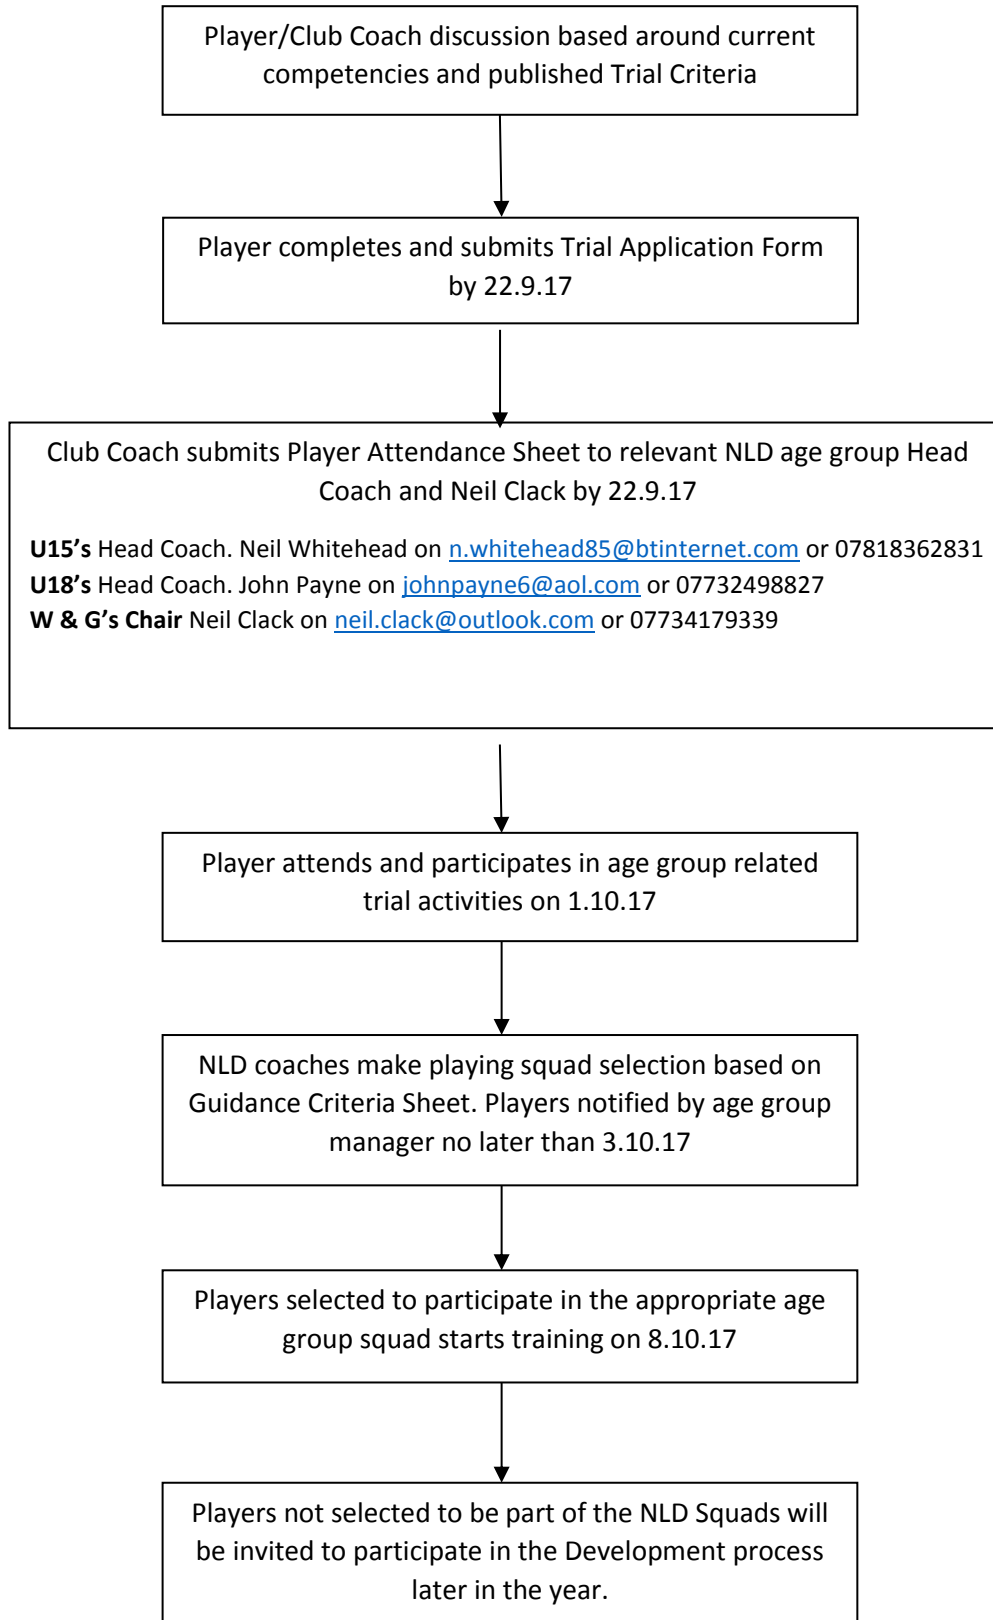 Player/Club Coach discussion based around current
competencies and published Trial Criteria
Player completes and submits Trial Application Form
by 22.9.17
Club Coach submits Player Attendance Sheet to relevant NLD age group Head
Coach and Neil Clack by 22.9.17
U15’s Head Coach. Neil Whitehead on n.whitehead85@btinternet.com or 07818362831
U18’s Head Coach. John Payne on johnpayne6@aol.com or 07732498827
W & G’s Chair Neil Clack on neil.clack@outlook.com or 07734179339
Player attends and participates in age group related
trial activities on 1.10.17
NLD coaches make playing squad selection based on
Guidance Criteria Sheet. Players notified by age group
manager no later than 3.10.17
Players selected to participate in the appropriate age
group squad starts training on 8.10.17
Players not selected to be part of the NLD Squads will
be invited to participate in the Development process
later in the year.